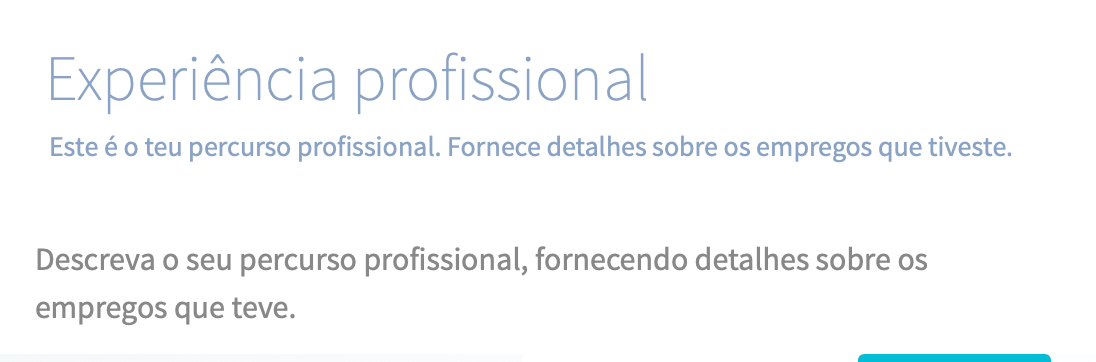 Experiência profissional
Este é o teu percurso profissional. Fornece detalhes sobre os empregos que tiveste.
Descreva o seu percurso profissional, fornecendo detalhes sobre os
empregos que teve.